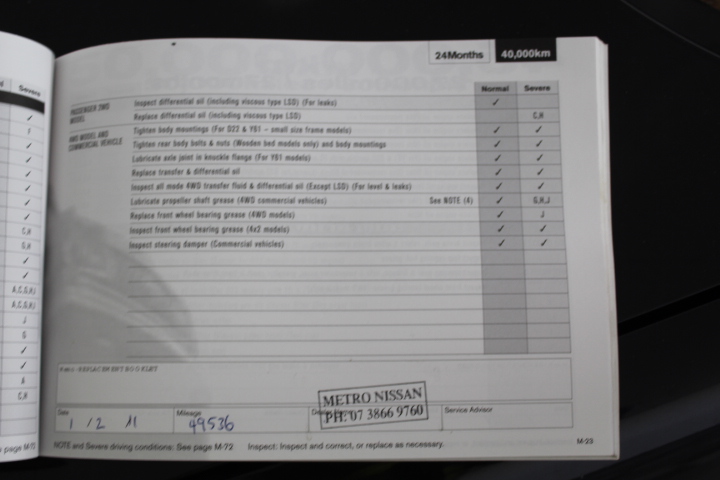 Severe
C,H
G,H
A,C,G,H,I
A,C,G,H,I
J
G
A
G,H
page M-72
24Months 40,000km
Normal Severe
PASSENGER 2WD
MODEL
Inspect differential oil (including viscous type LSD) (For leaks) ✓
Replace differential oil (including viscous type LSD) C,H
4WD MODEL AND
COMMERCIAL VEHICLE
Tighten body mountings (For D22 & Y61 – small size frame models) ✓ ✓
Tighten rear body bolts & nuts (Wooden bed models only) and body mountings ✓ ✓
Lubricate axle joint in knuckle flange (For Y61 models) ✓ ✓
Replace transfer & differential oil ✓ ✓
Inspect all mode 4WD transfer fluid & differential oil (Except LSD) (For level & leaks) ✓ ✓
Lubricate propeller shaft grease (4WD commercial vehicles) See NOTE (4) ✓ G,H,J
Replace front wheel bearing grease (4WD models) ✓ J
Inspect front wheel bearing grease (4x2 models) ✓ ✓
Inspect steering damper (Commercial vehicles) ✓ ✓
REPLACEMENT BOOKLET
Date 1 / 2 11
Mileage 49536
METRO NISSAN
PH: 07 3866 9760
Service Advisor
NOTE and Severe driving conditions: See page M-72 Inspect: Inspect and correct, or replace as necessary.
M-23